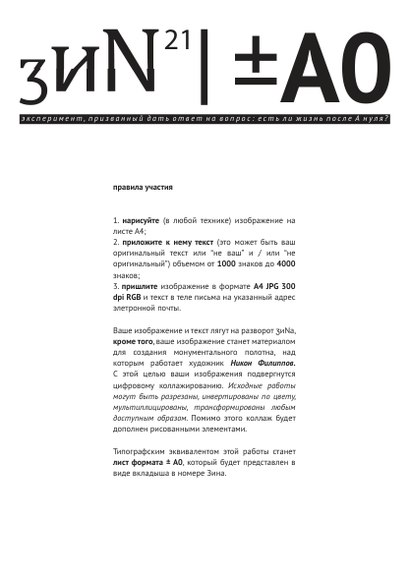 зиN 21 | ±А0
эксперимент, призванный дать ответ на вопрос: есть ли жизнь после А нуля?
правила участия
1. нарисуйте (в любой технике) изображение на
листе А4;
2. приложите к нему текст (это может быть ваш
оригинальный текст или “не ваш” и / или “не
оригинальный”) объемом от 1000 знаков до 4000
знаков;
3. пришлите изображение в формате А4 JPG 300
dpi RGB и текст в теле письма на указанный адрес
элетронной почты.
Ваше изображение и текст лягут на разворот зиNа,
кроме того, ваше изображение станет материалом
для создания монументального полотна, над
которым работает художник Никон Филиппов.
С этой целью ваши изображения подвергнутся
цифровому коллажированию. Исходные работы
могут быть разрезаны, инвертированы по цвету,
мультиплицированы, трансформированы любым
доступным образом. Помимо этого коллаж будет
дополнен рисованными элементами.
Типографским эквивалентом этой работы станет
лист формата ± А0, который будет представлен в
виде вкладыша в номере Зина.